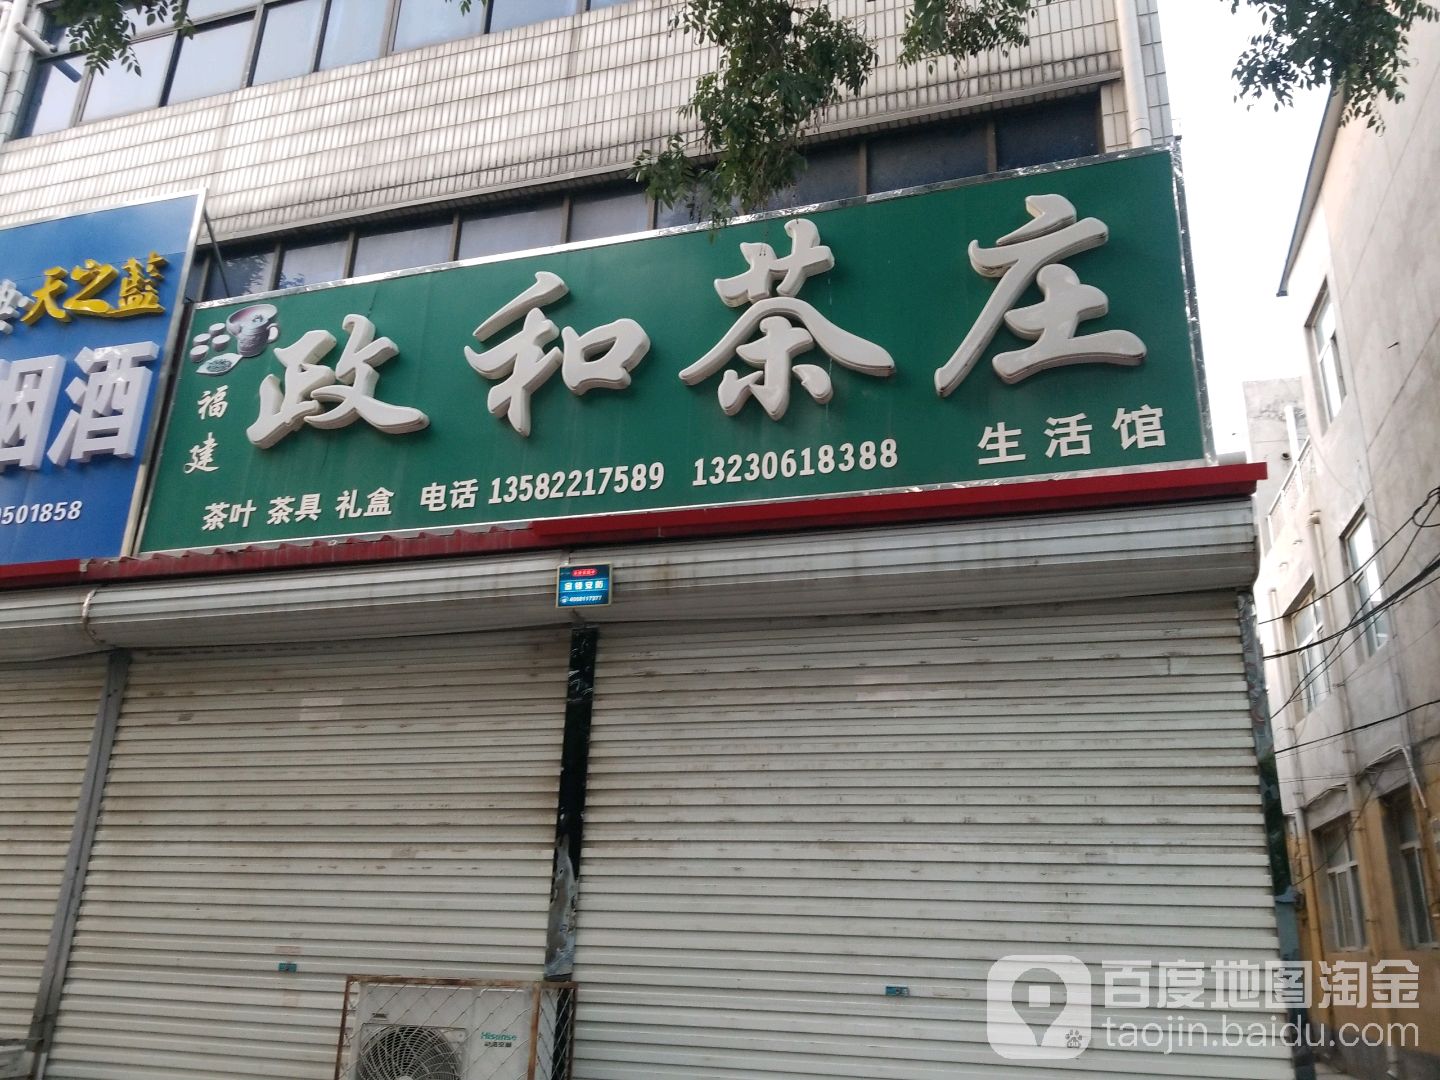 天之蓝
烟酒
501858
福建
政和茶庄
生活馆
茶叶 茶具 礼盒 电话 13582217589 13230618388
Hisense
百度地图淘金
taojin.baidu.com